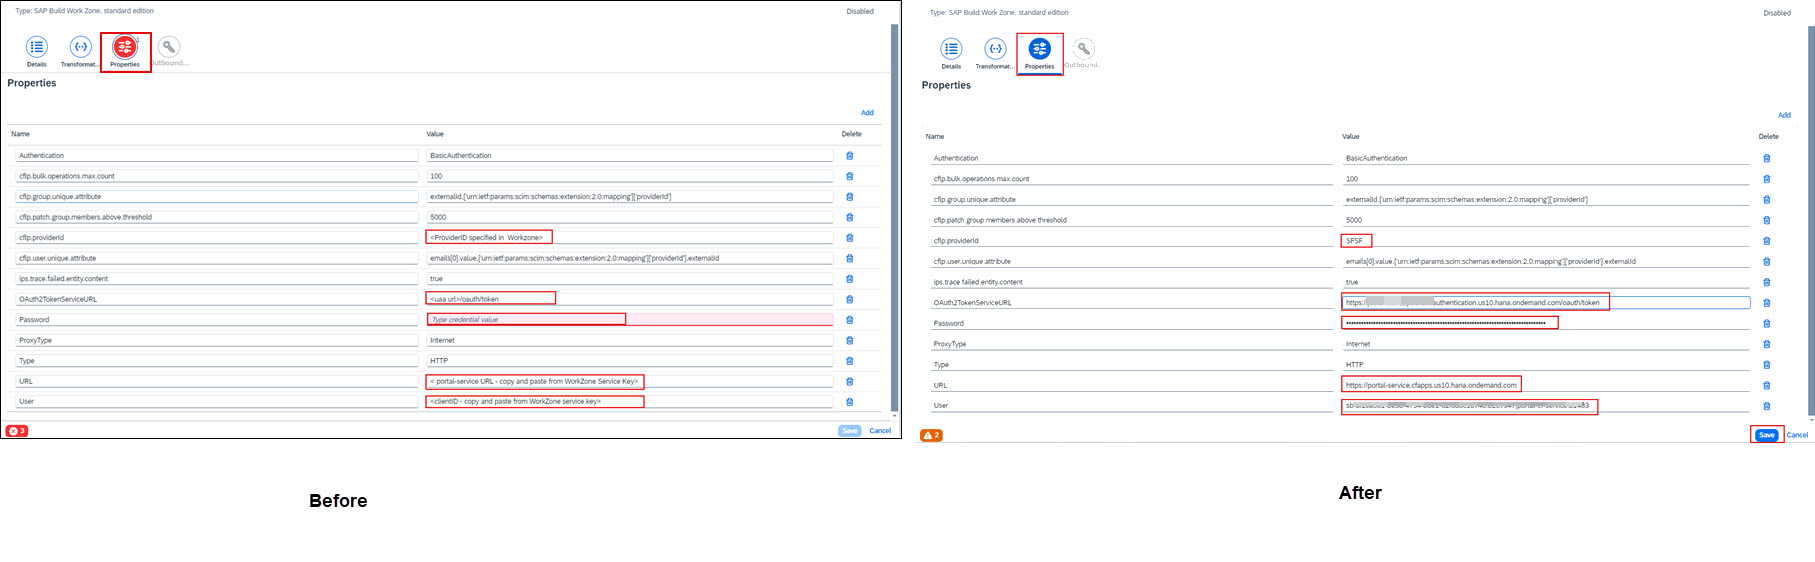 Type: SAP Build Work Zone, standard edition
Disabled
Details
Transformat...
Properties
Outbound...
Properties
Add
Name Value Delete
Authentication BasicAuthentication
cflp.bulk.operations.max.count 100
cflp.group.unique.attribute externalId,['urn:ietf:params:scim:schemas:extension:2.0:mapping']['providerId']
cflp.patch.group.members.above.threshold 5000
cflp.providerId <ProviderID specified in Workzone>
cflp.user.unique.attribute emails[0].value,['urn:ietf:params:scim:schemas:extension:2.0:mapping']['providerId'],externalId
ips.trace.failed.entity.content true
OAuth2TokenServiceURL <uaa url>/oauth/token
Password Type credential value
ProxyType Internet
Type HTTP
URL < portal-service URL - copy and paste from WorkZone Service Key>
User <clientID - copy and paste from WorkZone service key>
3
Save Cancel
Before
Type: SAP Build Work Zone, standard edition
Disabled
Details
Transformat...
Properties
Outbound...
Properties
Add
Name Value Delete
Authentication BasicAuthentication
cflp.bulk.operations.max.count 100
cflp.group.unique.attribute externalId,['urn:ietf:params:scim:schemas:extension:2.0:mapping']['providerId']
cflp.patch.group.members.above.threshold 5000
cflp.providerId SFSF
cflp.user.unique.attribute emails[0].value,['urn:ietf:params:scim:schemas:extension:2.0:mapping']['providerId'],externalId
ips.trace.failed.entity.content true
OAuth2TokenServiceURL https: authentication.us10.hana.ondemand.com/oauth/token
Password
ProxyType Internet
Type HTTP
URL https://portal-service.cfapps.us10.hana.ondemand.com
User
2
Save Cancel
After